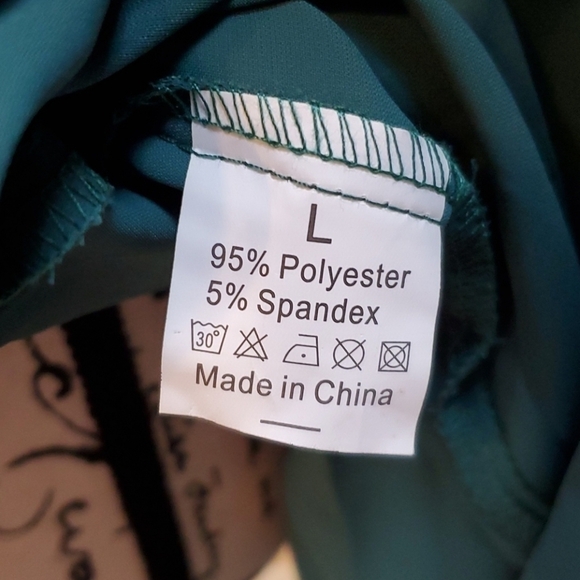 L
95% Polyester
5% Spandex
30°
Made in China